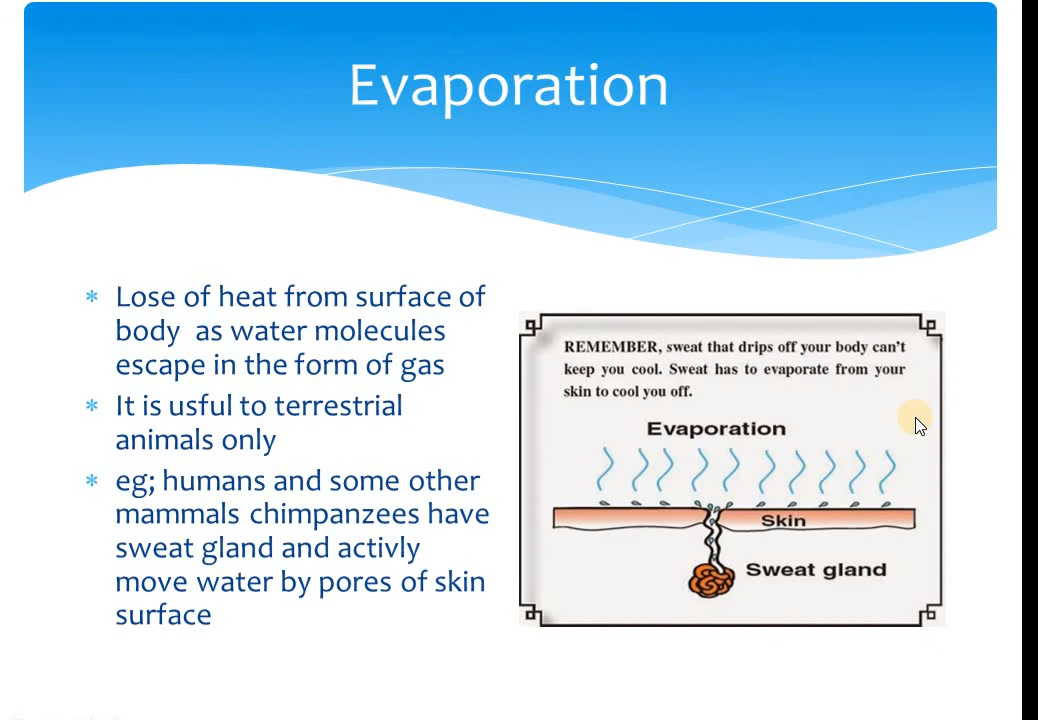 Evaporation
Lose of heat from surface of
body as water molecules
escape in the form of gas
It is usful to terrestrial
animals only
eg; humans and some other
mammals chimpanzees have
sweat gland and activly
move water by pores of skin
surface
REMEMBER, sweat that drips off your body can't
keep you cool. Sweat has to evaporate from your
skin to cool you off.
Evaporation
Skin
Sweat gland